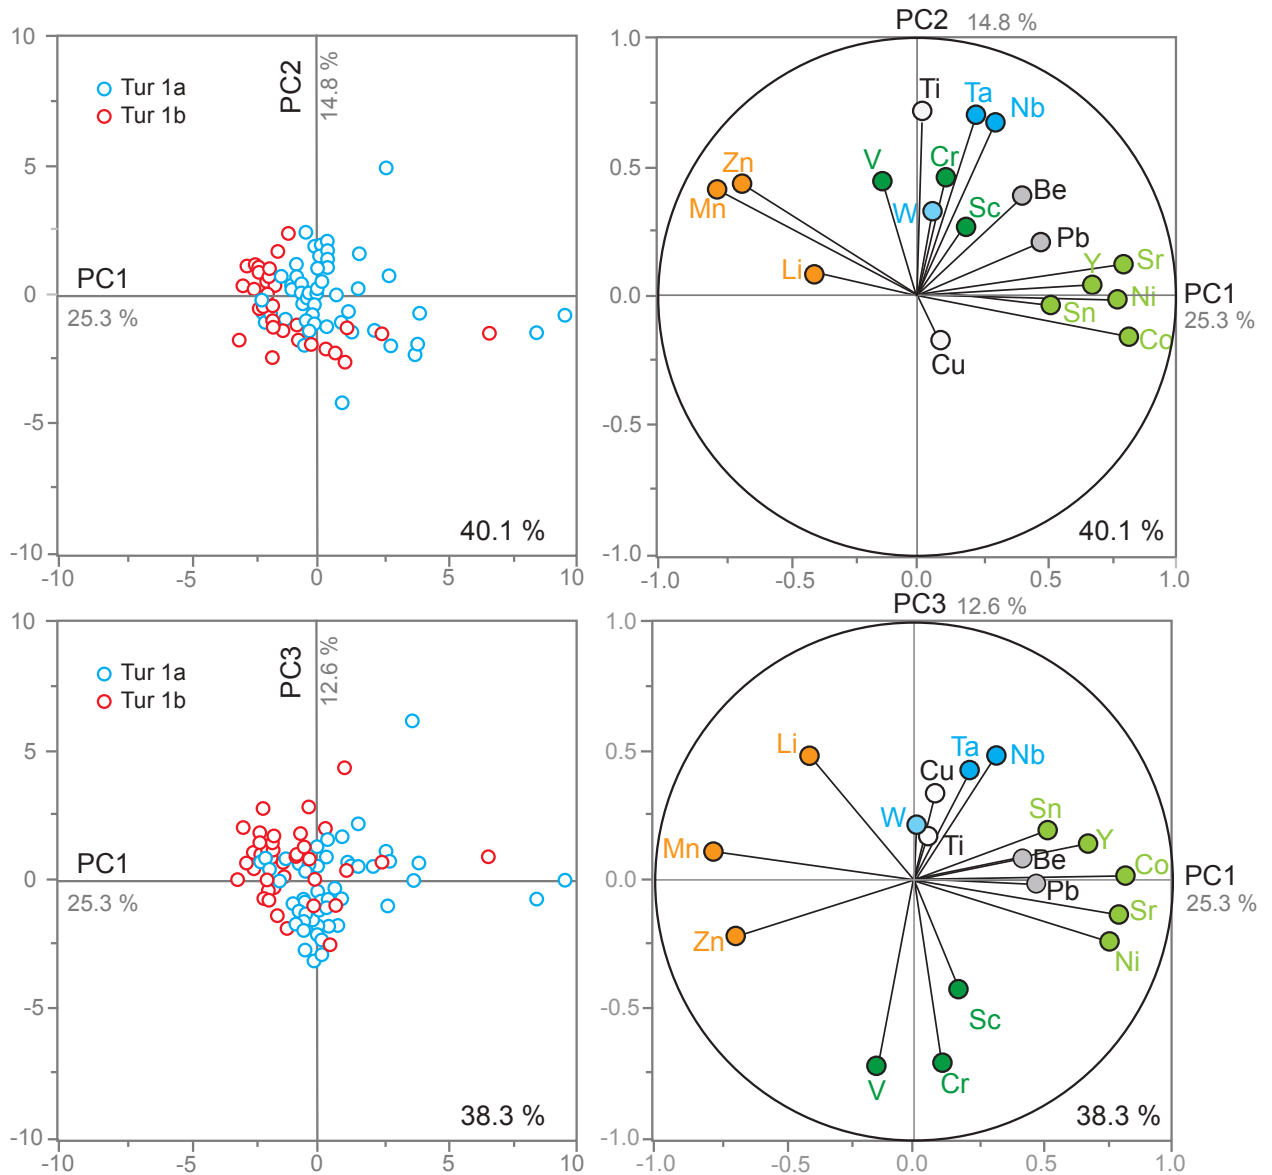 10
5
0
-5
-10
-10
-5
0
5
10
PC2
14.8 %
Tur 1a
Tur 1b
PC1
25.3 %
40.1 %
PC2 14.8 %
1.0
0.5
0.0
-0.5
-1.0
-1.0
-0.5
0.0
0.5
1.0
Ti
Ta
Nb
V
Cr
Zn
Mn
W
Sc
Be
Pb
Li
Y
Sr
Ni
Sn
Co
Cu
PC1
25.3 %
40.1 %
10
5
0
-5
-10
-10
-5
0
5
10
PC3
12.6 %
Tur 1a
Tur 1b
PC1
25.3 %
38.3 %
PC3 12.6 %
1.0
0.5
0.0
-0.5
-1.0
-1.0
-0.5
0.0
0.5
1.0
Li
Ta
Nb
Cu
W
Ti
Sn
Y
Mn
Be
Co
Pb
Sr
Zn
Ni
Sc
V
Cr
PC1
25.3 %
38.3 %